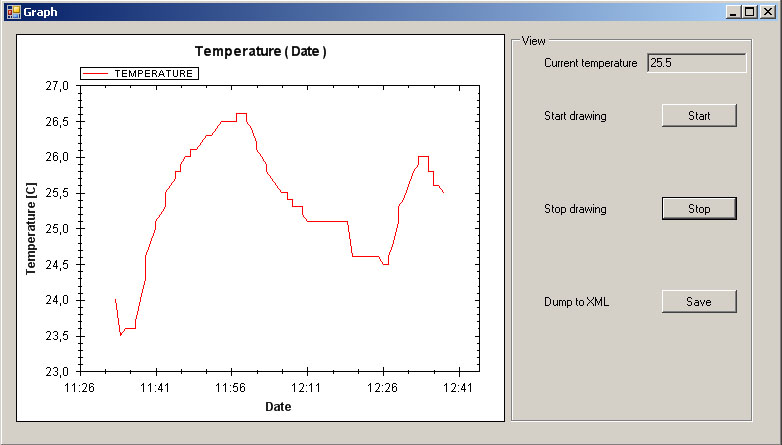 Graph
Temperature ( Date )
TEMPERATURE
27,0
26,5
26,0
25,5
25,0
24,5
24,0
23,5
23,0
Temperature [C]
11:26 11:41 11:56 12:11 12:26 12:41
Date
View
Current temperature 25.5
Start drawing Start
Stop drawing Stop
Dump to XML Save